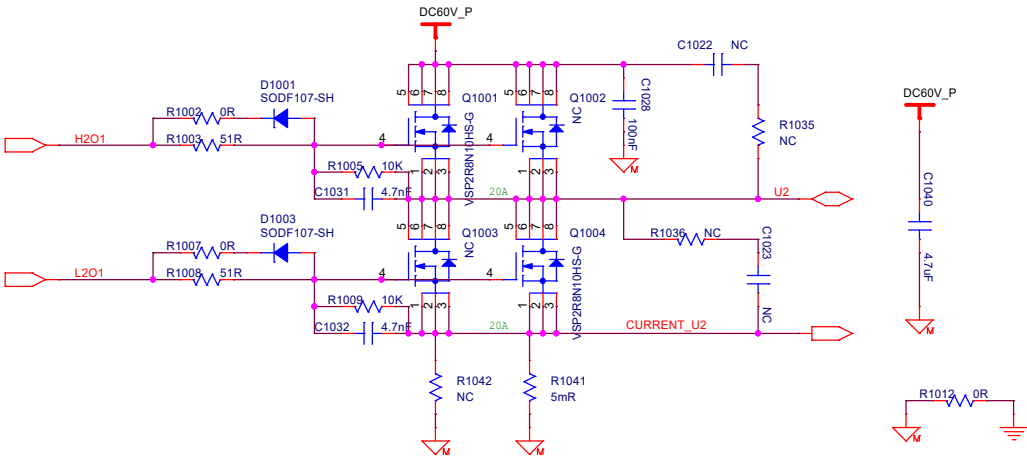 DC60V_P
C1022 NC
D1001
SODF107-SH
5 6 7 8
Q1001
5 6 7 8
Q1002
C1028
100nF
DC60V_P
R1002 0R
R1035
NC
H2O1
R1003 51R
4
VSP2R8N10HS-G
4
NC
R1005 10K
1 2 3
1 2 3
C1031 4.7nF
20A
U2
C1040
4.7uF
D1003
SODF107-SH
5 6 7 8
Q1003
5 6 7 8
Q1004
R1036 NC
C1023
NC
R1007 0R
L2O1
R1008 51R
4
NC
4
VSP2R8N10HS-G
R1009 10K
1 2 3
1 2 3
C1032 4.7nF
20A
CURRENT_U2
R1042
NC
R1041
5mR
R1012 0R
M
M
M
M
M